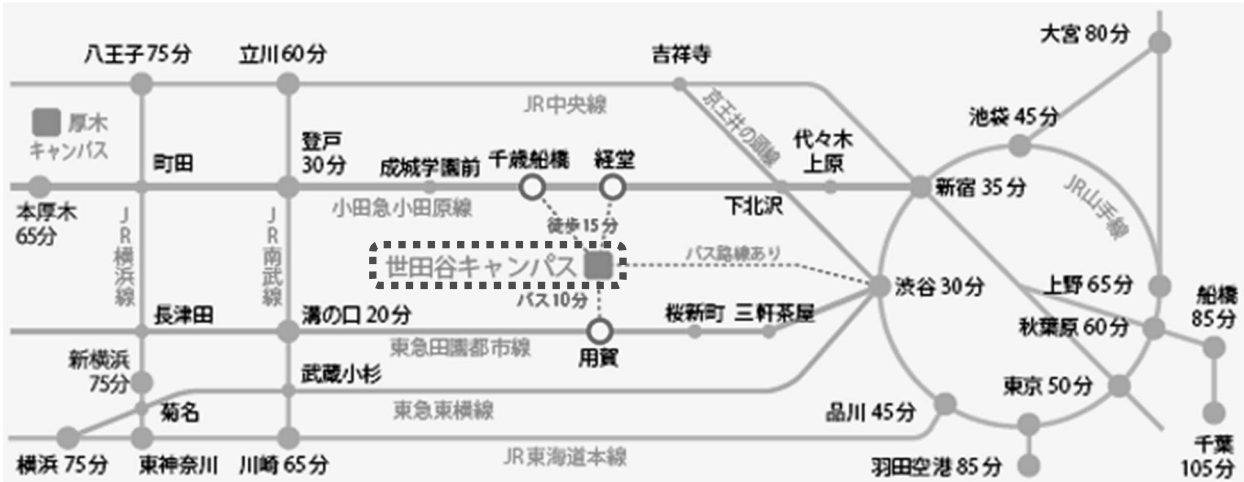 大宮 80分
八王子 75分
立川 60分
吉祥寺
JR中央線
京王井の頭線
厚木
キャンパス
池袋 45分
代々木
上原
登戸
30分
町田
成城学園前
千歳船橋
経堂
新宿 35分
JR山手線
本厚木
65分
小田急小田原線
下北沢
JR横浜線
JR南武線
徒歩15分
世田谷キャンパス
バス路線あり
バス10分
渋谷 30分
上野 65分
船橋
85分
長津田
溝の口 20分
桜新町
三軒茶屋
秋葉原 60分
東急田園都市線
用賀
新横浜
75分
武蔵小杉
東京 50分
菊名
東急東横線
品川 45分
千葉
105分
横浜 75分
東神奈川
川崎 65分
JR東海道本線
羽田空港 85分